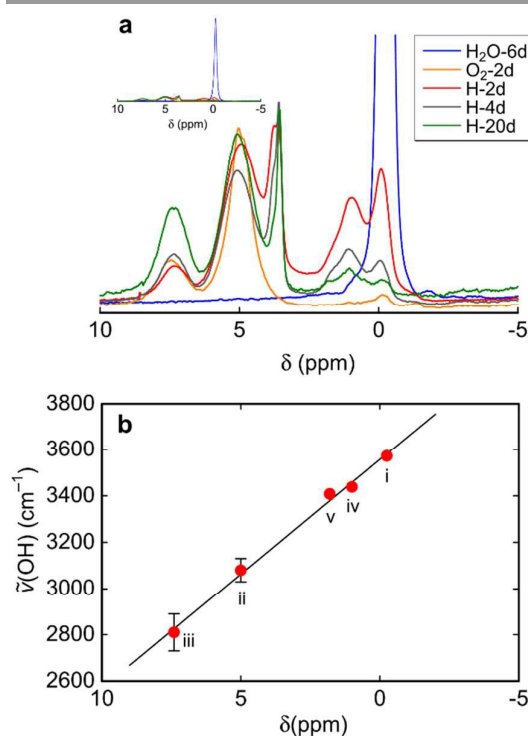 a
H₂O-6d
O₂-2d
H-2d
H-4d
H-20d
10 5 0 -5
δ (ppm)
10 5 0 -5
δ (ppm)
b
3800
3600
3400
3200
3000
2800
2600
ṽ(OH) (cm⁻¹)
i
iv
v
ii
iii
10 5 0 -5
δ(ppm)